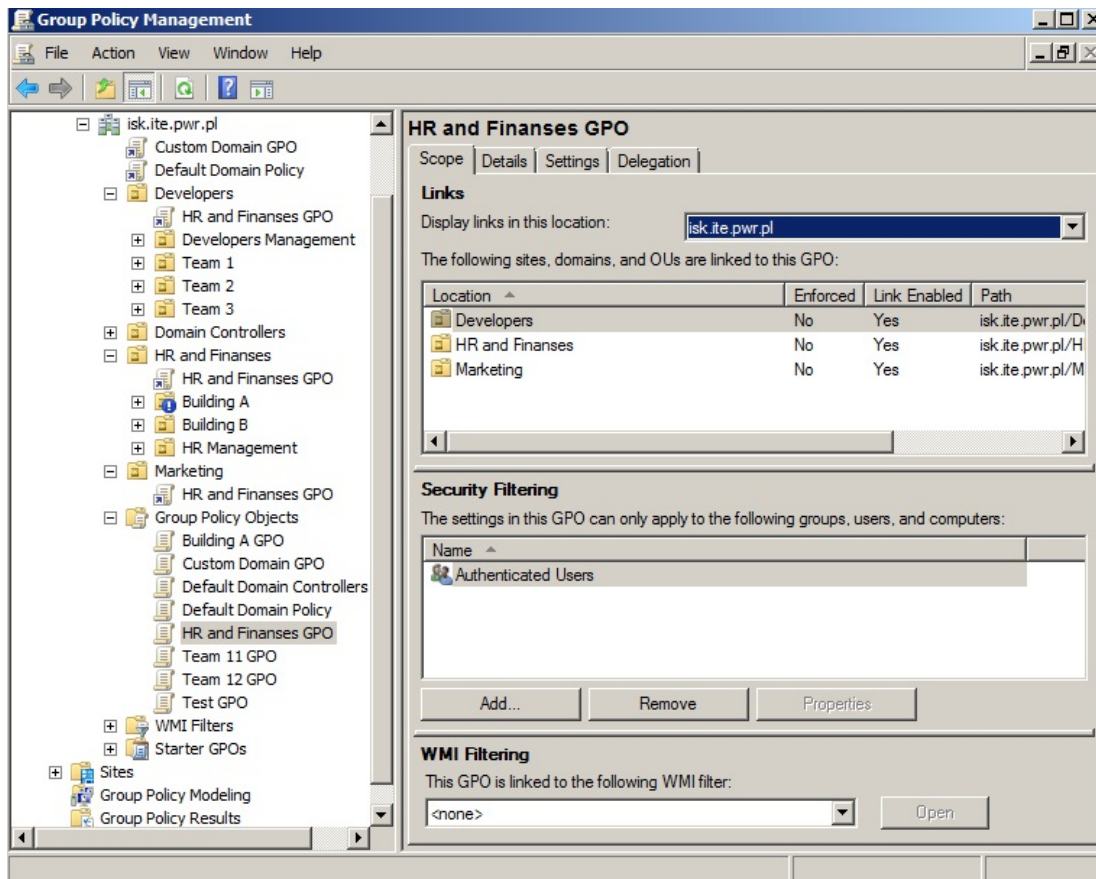 Group Policy Management
File Action View Window Help
isk.ite.pwr.pl
Custom Domain GPO
Default Domain Policy
Developers
HR and Finanses GPO
Developers Management
Team 1
Team 2
Team 3
Domain Controllers
HR and Finanses
HR and Finanses GPO
Building A
Building B
HR Management
Marketing
HR and Finanses GPO
Group Policy Objects
Building A GPO
Custom Domain GPO
Default Domain Controllers
Default Domain Policy
HR and Finanses GPO
Team 11 GPO
Team 12 GPO
Test GPO
WMI Filters
Starter GPOs
Sites
Group Policy Modeling
Group Policy Results
HR and Finanses GPO
Scope Details Settings Delegation
Links
Display links in this location: isk.ite.pwr.pl
The following sites, domains, and OUs are linked to this GPO:
Location Enforced Link Enabled Path
Developers No Yes isk.ite.pwr.pl/D
HR and Finanses No Yes isk.ite.pwr.pl/H
Marketing No Yes isk.ite.pwr.pl/M
Security Filtering
The settings in this GPO can only apply to the following groups, users, and computers:
Name
Authenticated Users
Add... Remove Properties
WMI Filtering
This GPO is linked to the following WMI filter:
<none> Open